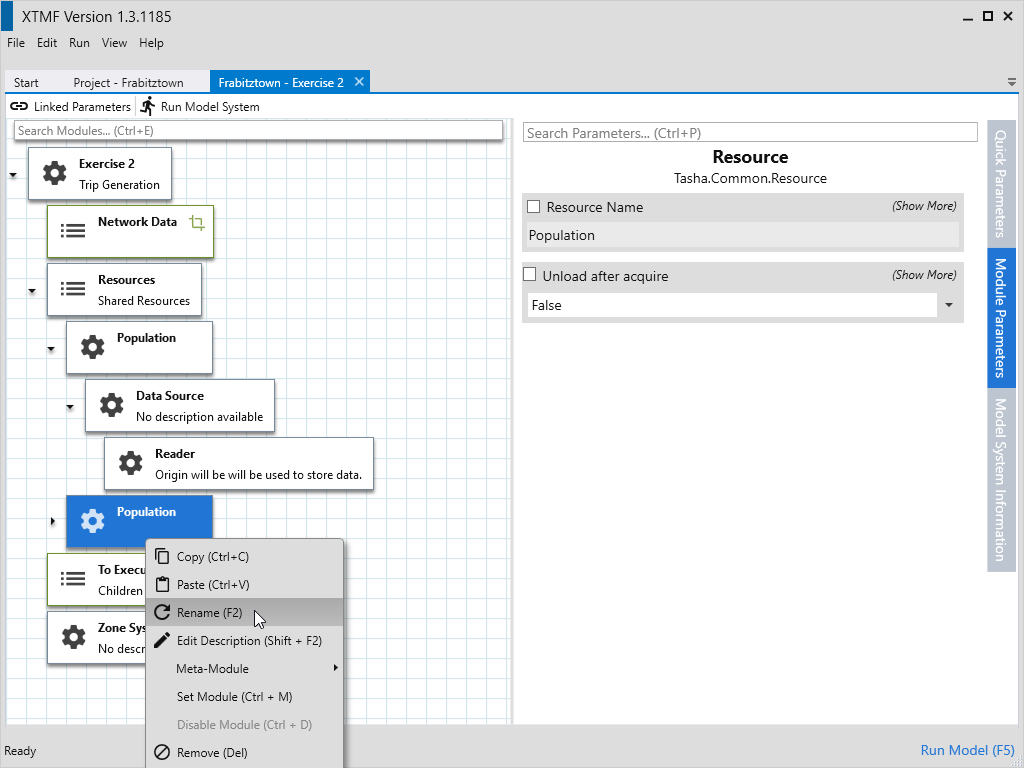 XTMF Version 1.3.1185
File Edit Run View Help
Start Project - Frabitztown Frabitztown - Exercise 2
Linked Parameters Run Model System
Search Modules... (Ctrl+E)
Exercise 2
Trip Generation
Network Data
Resources
Shared Resources
Population
Data Source
No description available
Reader
Origin will be will be used to store data.
Population
To Execu
Children
Zone Sys
No descr
Copy (Ctrl+C)
Paste (Ctrl+V)
Rename (F2)
Edit Description (Shift + F2)
Meta-Module
Set Module (Ctrl + M)
Disable Module (Ctrl + D)
Remove (Del)
Search Parameters... (Ctrl+P)
Resource
Tasha.Common.Resource
Resource Name (Show More)
Population
Unload after acquire (Show More)
False
Quick Parameters
Module Parameters
Model System Information
Ready
Run Model (F5)